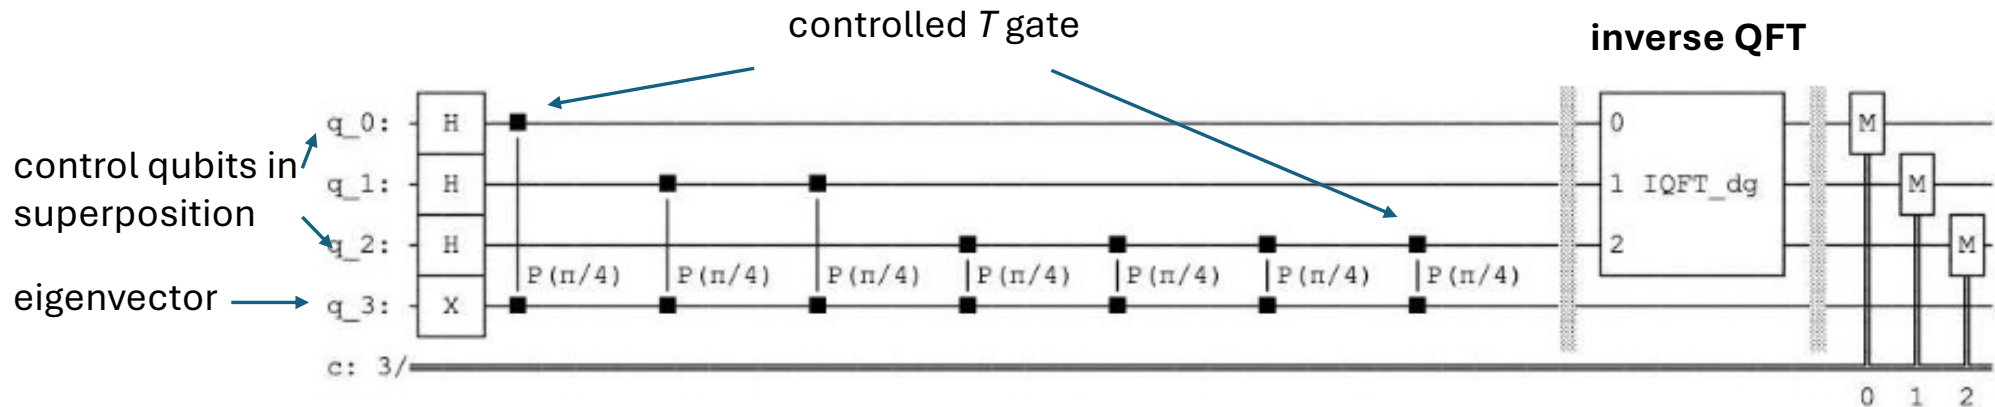 controlled T gate
inverse QFT
control qubits in
superposition
eigenvector
q_0: H 0 M
q_1: H 1 IQFT_dg M
q_2: H 2 M
P(π/4) P(π/4) P(π/4) P(π/4) P(π/4) P(π/4) P(π/4)
q_3: X
c: 3/
0 1 2